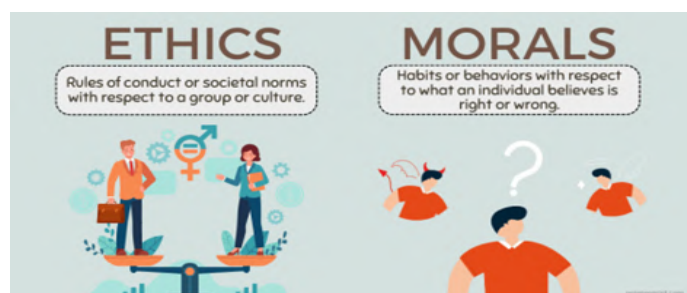 ETHICS
Rules of conduct or societal norms
with respect to a group or culture.
MORALS
Habits or behaviors with respect
to what an individual believes is
right or wrong.